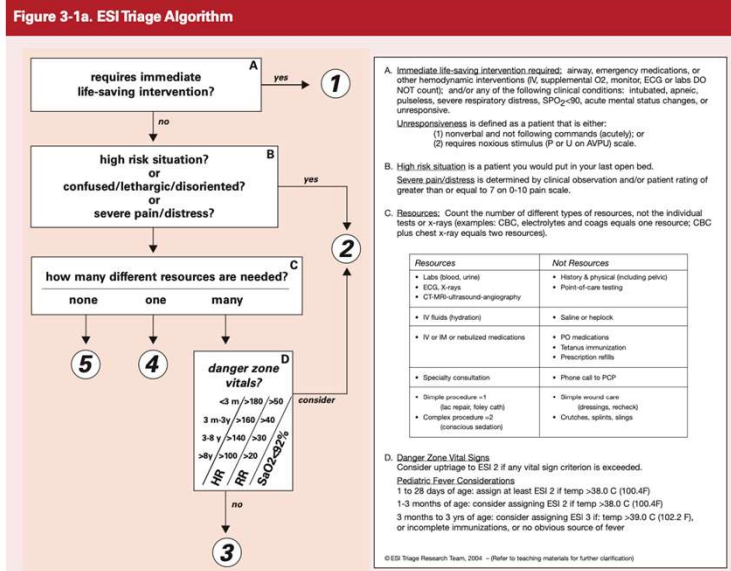 Figure 3-1a. ESI Triage Algorithm
A
requires immediate
life-saving intervention?
yes
1
no
B
high risk situation?
or
confused/lethargic/disoriented?
or
severe pain/distress?
yes
2
C
how many different resources are needed?
none one many
5 4
D
danger zone
vitals?
consider
<3 m >180 >50
3 m-3y >160 >40
3-8 y >140 >30
>8y >100 >20
HR RR SaO2<92%
no
3
A. Immediate life-saving intervention required: airway, emergency medications, or
other hemodynamic interventions (IV, supplemental O2, monitor, ECG or labs DO
NOT count); and/or any of the following clinical conditions: intubated, apneic,
pulseless, severe respiratory distress, SPO2<90, acute mental status changes, or
unresponsive.
Unresponsiveness is defined as a patient that is either:
(1) nonverbal and not following commands (acutely); or
(2) requires noxious stimulus (P or U on AVPU) scale.
B. High risk situation is a patient you would put in your last open bed.
Severe pain/distress is determined by clinical observation and/or patient rating of
greater than or equal to 7 on 0-10 pain scale.
C. Resources: Count the number of different types of resources, not the individual
tests or x-rays (examples: CBC, electrolytes and coags equals one resource; CBC
plus chest x-ray equals two resources).
Resources Not Resources
• Labs (blood, urine) • History & physical (including pelvic)
• ECG, X-rays • Point-of-care testing
• CT-MRI-ultrasound-angiography
• IV fluids (hydration) • Saline or heplock
• IV or IM or nebulized medications • PO medications
• Tetanus immunization
• Prescription refills
• Specialty consultation • Phone call to PCP
• Simple procedure =1 • Simple wound care
(lac repair, foley cath) (dressings, recheck)
• Complex procedure =2 • Crutches, splints, slings
(conscious sedation)
D. Danger Zone Vital Signs
Consider uptriage to ESI 2 if any vital sign criterion is exceeded.
Pediatric Fever Considerations
1 to 28 days of age: assign at least ESI 2 if temp >38.0 C (100.4F)
1-3 months of age: consider assigning ESI 2 if temp >38.0 C (100.4F)
3 months to 3 yrs of age: consider assigning ESI 3 if: temp >39.0 C (102.2 F),
or incomplete immunizations, or no obvious source of fever
© ESI Triage Research Team, 2004 – (Refer to teaching materials for further clarification)